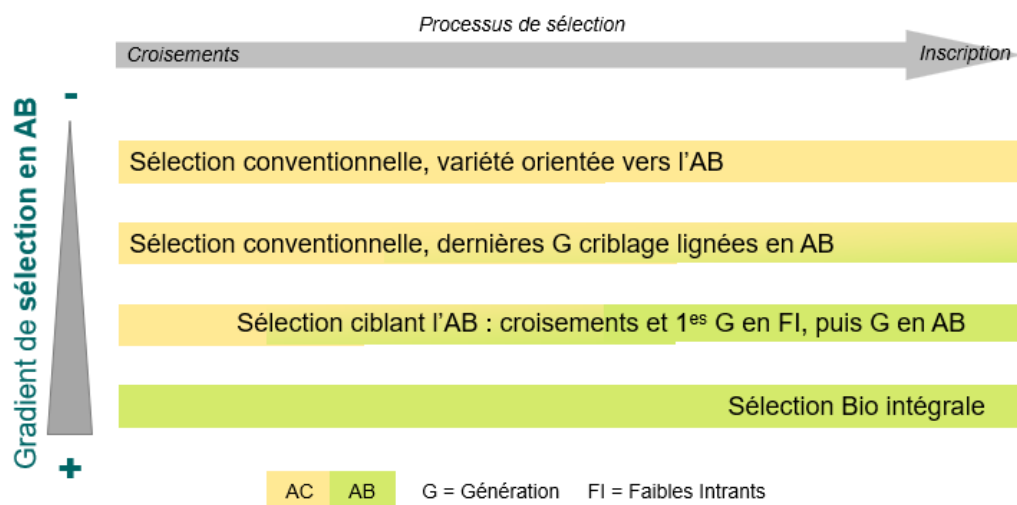 Processus de sélection
Croisements
Inscription
-
Gradient de sélection en AB
+
Sélection conventionnelle, variété orientée vers l’AB
Sélection conventionnelle, dernières G criblage lignées en AB
Sélection ciblant l’AB : croisements et 1es G en FI, puis G en AB
Sélection Bio intégrale
AC
AB
G = Génération
FI = Faibles Intrants